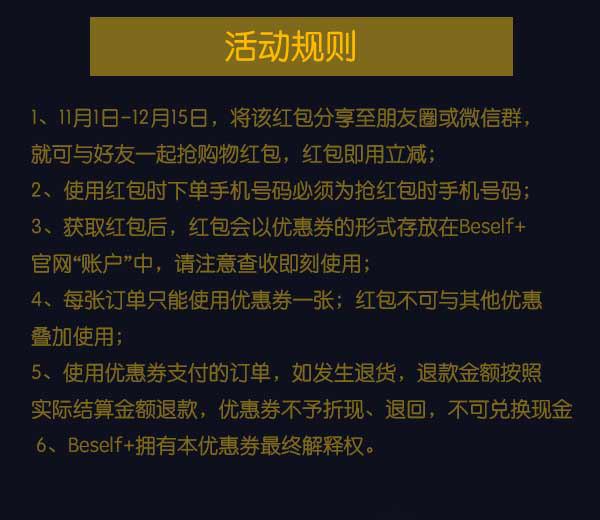 活动规则
1、11月1日-12月15日，将该红包分享至朋友圈或微信群，
就可与好友一起抢购物红包，红包即用立减；
2、使用红包时下单手机号码必须为抢红包时手机号码；
3、获取红包后，红包会以优惠券的形式存放在Beself+
官网“账户”中，请注意查收即刻使用；
4、每张订单只能使用优惠券一张；红包不可与其他优惠
叠加使用；
5、使用优惠券支付的订单，如发生退货，退款金额按照
实际结算金额退款，优惠券不予折现、退回，不可兑换现金
6、Beself+拥有本优惠券最终解释权。